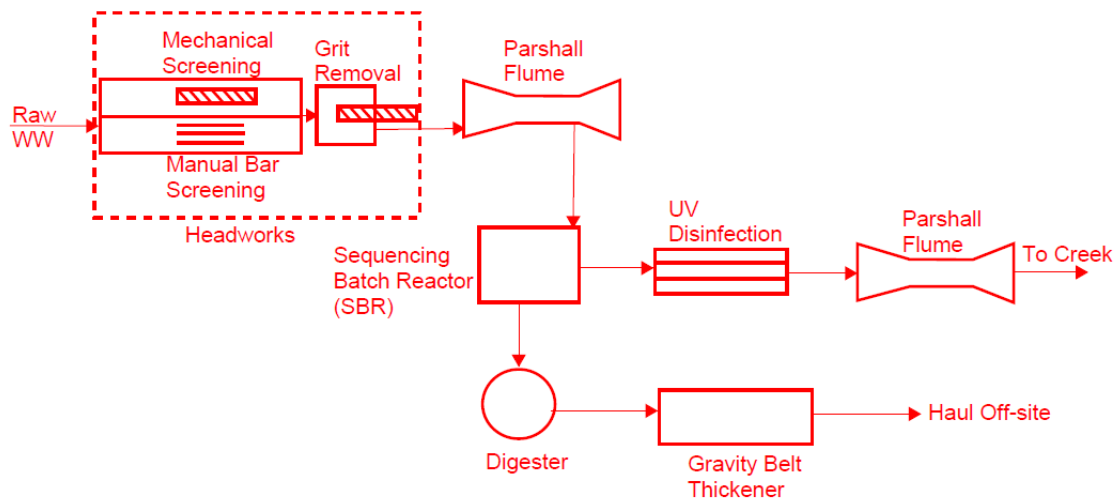 Mechanical
Screening
Grit
Removal
Parshall
Flume
Raw
WW
Manual Bar
Screening
Headworks
Sequencing
Batch Reactor
(SBR)
UV
Disinfection
Parshall
Flume
To Creek
Digester
Gravity Belt
Thickener
Haul Off-site